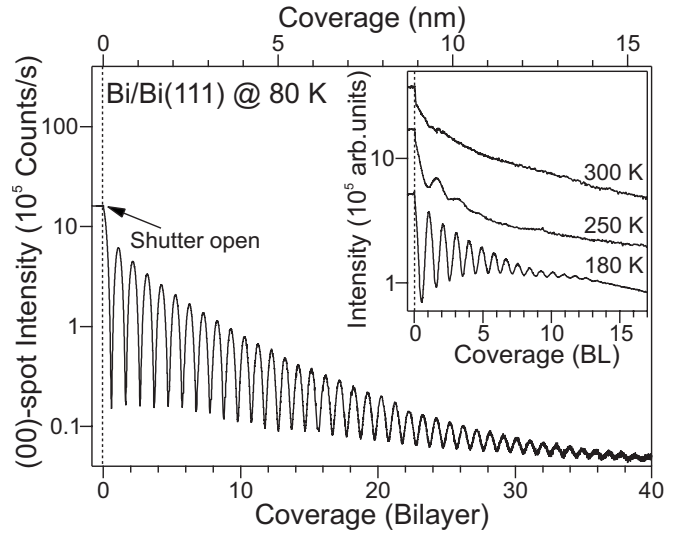 Coverage (nm)
0 5 10 15
Bi/Bi(111) @ 80 K
(00)-spot Intensity (10⁵ Counts/s)
100
10
1
0.1
Shutter open
Intensity (10⁵ arb.units)
10
1
300 K
250 K
180 K
0 5 10 15
Coverage (BL)
0 10 20 30 40
Coverage (Bilayer)